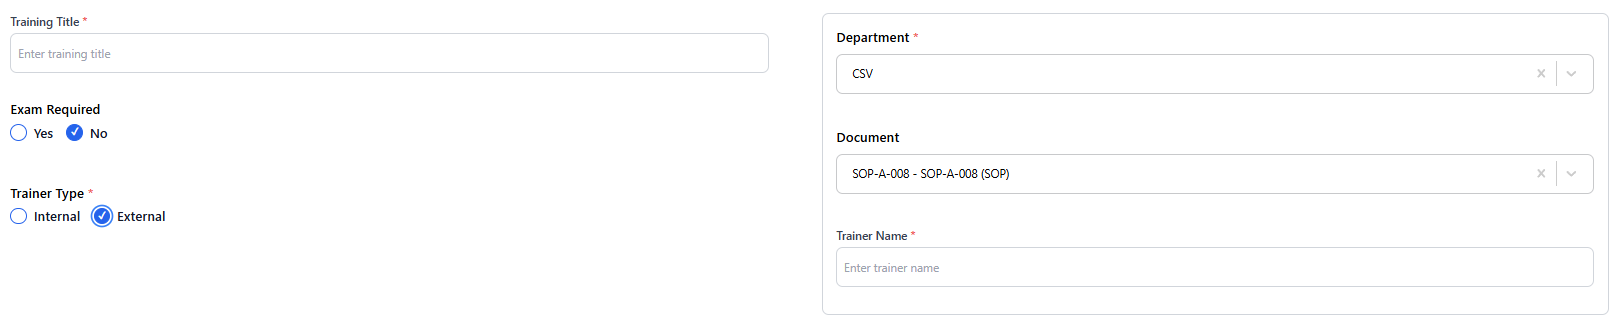 Training Title *
Enter training title
Exam Required
Yes No
Trainer Type *
Internal External
Department *
CSV
Document
SOP-A-008 - SOP-A-008 (SOP)
Trainer Name *
Enter trainer name